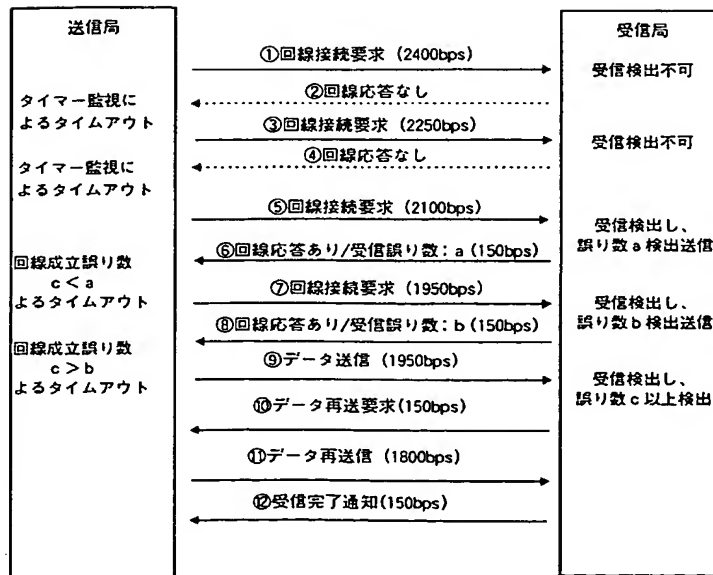 送信局
受信局
①回線接続要求 (2400bps)
受信検出不可
②回線応答なし
タイマー監視に
よるタイムアウト
③回線接続要求 (2250bps)
受信検出不可
④回線応答なし
タイマー監視に
よるタイムアウト
⑤回線接続要求 (2100bps)
受信検出し、
誤り数a検出送信
⑥回線応答あり/受信誤り数：a (150bps)
回線成立誤り数
c＜a
よるタイムアウト
⑦回線接続要求 (1950bps)
受信検出し、
誤り数b検出送信
⑧回線応答あり/受信誤り数：b (150bps)
回線成立誤り数
c＞b
よるタイムアウト
⑨データ送信 (1950bps)
受信検出し、
誤り数c以上検出
⑩データ再送要求(150bps)
⑪データ再送信 (1800bps)
⑫受信完了通知(150bps)